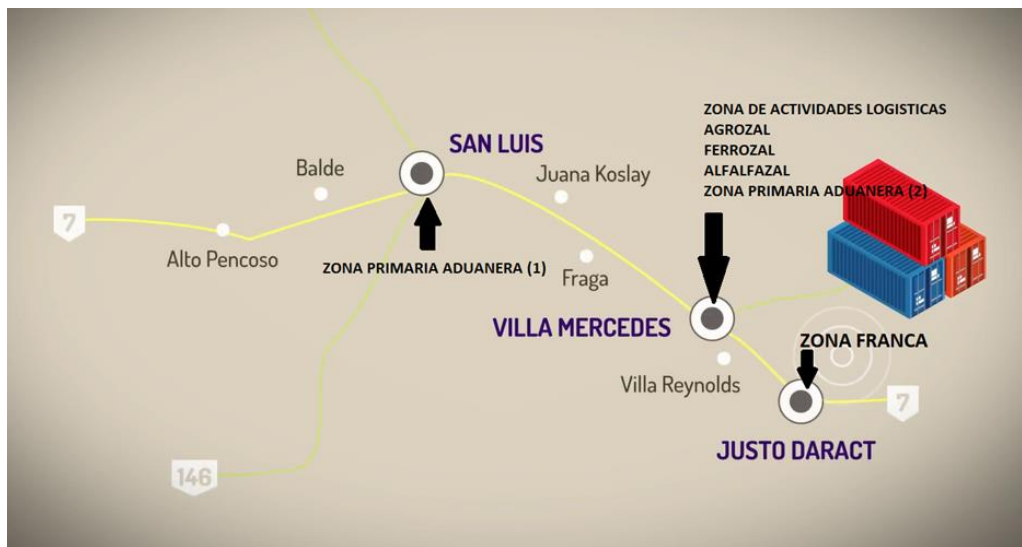 ZONA DE ACTIVIDADES LOGISTICAS
AGROZAL
FERROZAL
ALFALFAZAL
ZONA PRIMARIA ADUANERA (2)
SAN LUIS
Balde
Juana Koslay
7
Alto Pencoso
ZONA PRIMARIA ADUANERA (1)
Fraga
VILLA MERCEDES
ZONA FRANCA
Villa Reynolds
7
JUSTO DARACT
146